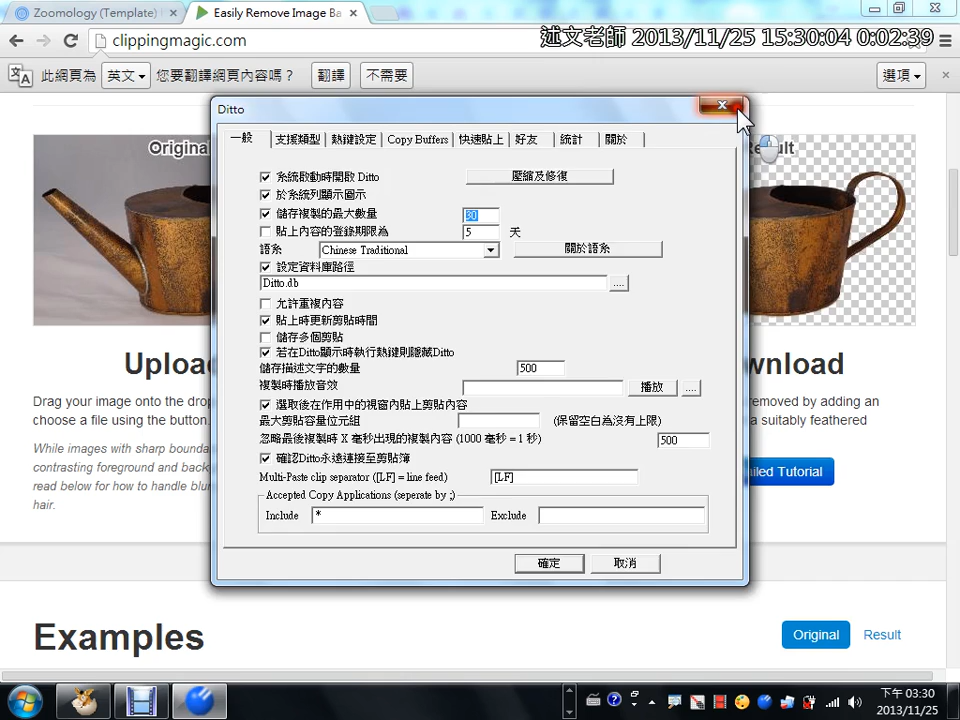 Zoomology (Template)
Easily Remove Image Ba
clippingmagic.com
述文老師 2013/11/25 15:30:04 0:02:39
此網頁為 英文 您要翻譯網頁內容嗎？ 翻譯 不需要 選項
Ditto
一般 支援類型 熱鍵設定 Copy Buffers 快速貼上 好友 統計 關於
系統啟動時開啟 Ditto 壓縮及修復
於系統列顯示圖示
儲存複製的最大數量 30
貼上內容的登錄期限為 5 天
語系 Chinese Traditional 關於語系
設定資料庫路徑
Ditto.db ....
允許重複內容
貼上時更新剪貼時間
儲存多個剪貼
若在Ditto顯示時執行熱鍵則隱藏Ditto
儲存描述文字的數量 500
複製時播放音效 播放 ....
選取後在作用中的視窗內貼上剪貼內容
最大剪貼容量位元組 (保留空白為沒有上限)
忽略最後複製時 X 毫秒出現的複製內容 (1000 毫秒 = 1 秒) 500
確認Ditto永遠連接至剪貼簿
Multi-Paste clip separator ([LF] = line feed) [LF]
Accepted Copy Applications (seperate by ;)
Include * Exclude
確定 取消
Original
Uploa
Drag your image onto the drop
choose a file using the button.
While images with sharp bounda
contrasting foreground and back
read below for how to handle blu
hair.
ult
wnload
removed by adding an
a suitably feathered
ailed Tutorial
Examples
Original Result
下午 03:30
2013/11/25